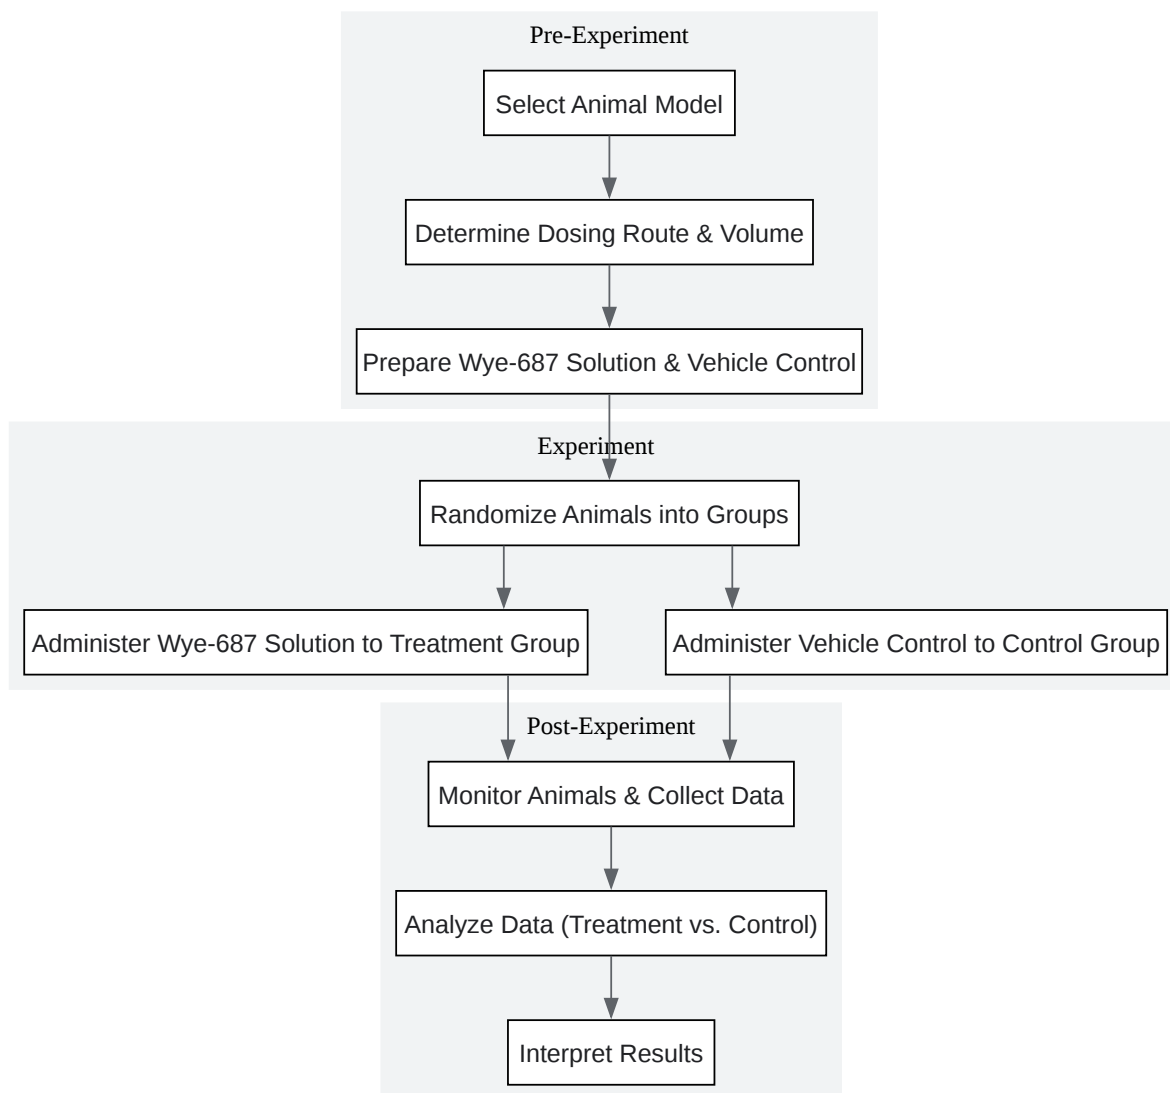 Pre-Experiment
Select Animal Model
Determine Dosing Route & Volume
Prepare Wye-687 Solution & Vehicle Control
Experiment
Randomize Animals into Groups
Administer Wye-687 Solution to Treatment Group
Administer Vehicle Control to Control Group
Post-Experiment
Monitor Animals & Collect Data
Analyze Data (Treatment vs. Control)
Interpret Results